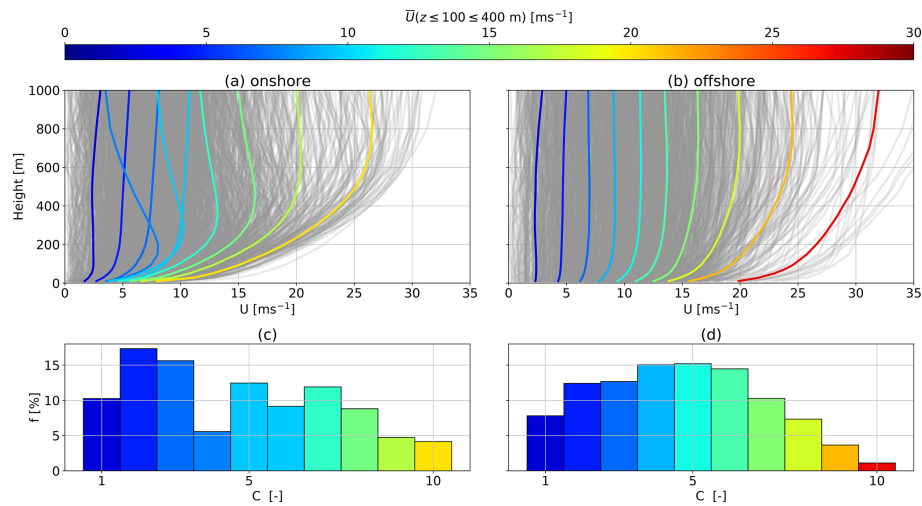 U̅(z ≤ 100 ≤ 400 m) [ms⁻¹]
0 5 10 15 20 25 30
(a) onshore (b) offshore
1000
800
600
400
200
0
Height [m]
0 5 10 15 20 25 30 35 0 5 10 15 20 25 30 35
U [ms⁻¹] U [ms⁻¹]
(c) (d)
15
10
5
0
f [%]
1 5 10 1 5 10
C [-] C [-]